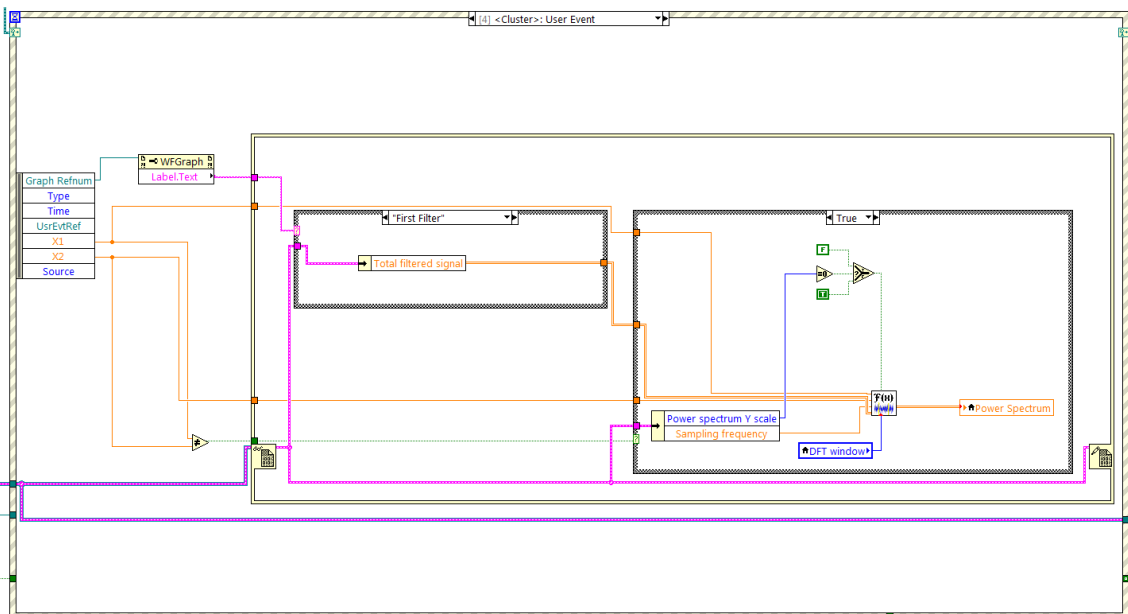 [4] <Cluster>: User Event
WFGraph
Label.Text
Graph Refnum
Type
Time
UsrEvtRef
X1
X2
Source
"First Filter"
Total filtered signal
True
F
=0
?
T
Power spectrum Y scale
Sampling frequency
F(H)
Power Spectrum
DFT window
≠
?